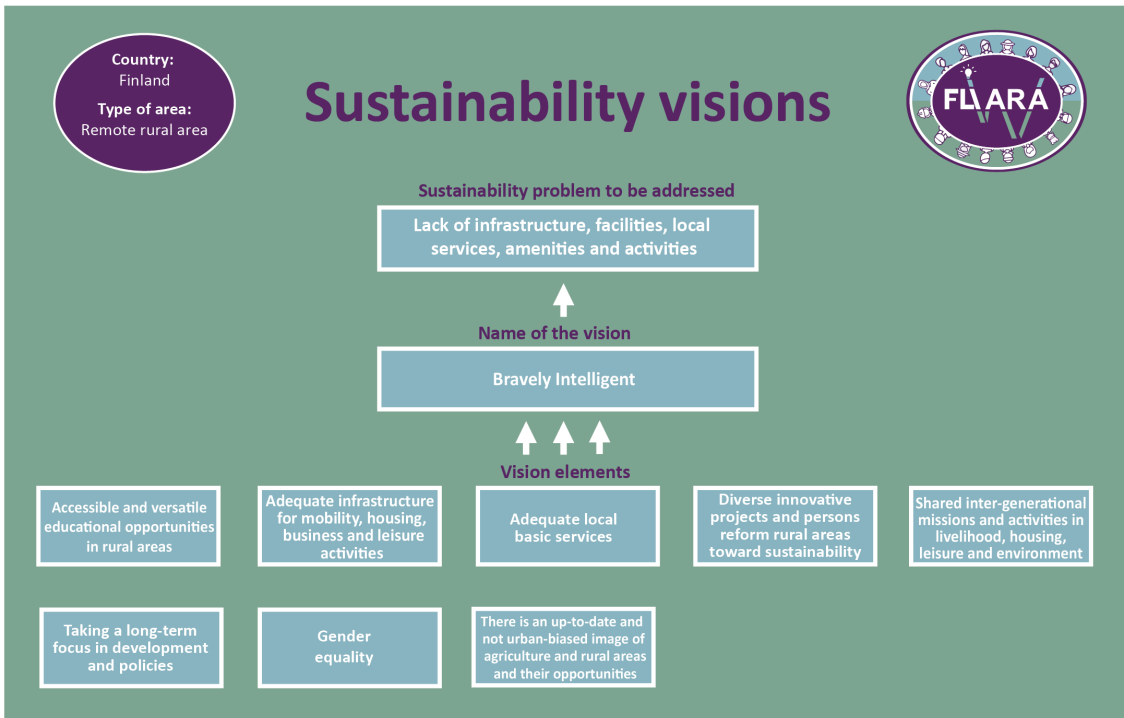 Country:
Finland
Type of area:
Remote rural area
Sustainability visions
FLIARA
Sustainability problem to be addressed
Lack of infrastructure, facilities, local
services, amenities and activities
Name of the vision
Bravely Intelligent
Vision elements
Accessible and versatile
educational opportunities
in rural areas
Adequate infrastructure
for mobility, housing,
business and leisure
activities
Adequate local
basic services
Diverse innovative
projects and persons
reform rural areas
toward sustainability
Shared inter-generational
missions and activities in
livelihood, housing,
leisure and environment
Taking a long-term
focus in development
and policies
Gender
equality
There is an up-to-date and
not urban-biased image of
agriculture and rural areas
and their opportunities